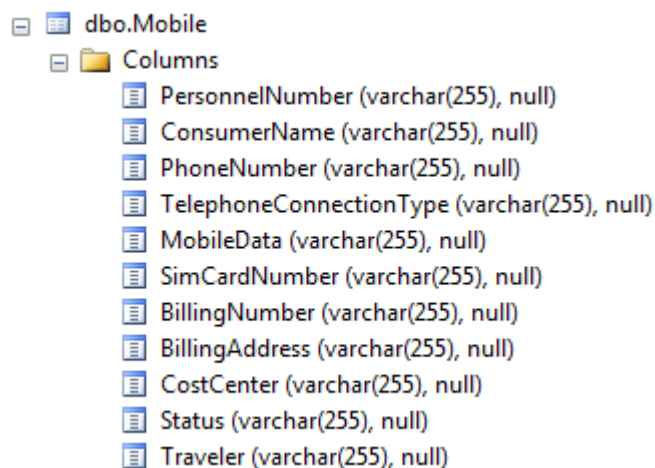 dbo.Mobile
Columns
PersonnelNumber (varchar(255), null)
ConsumerName (varchar(255), null)
PhoneNumber (varchar(255), null)
TelephoneConnectionType (varchar(255), null)
MobileData (varchar(255), null)
SimCardNumber (varchar(255), null)
BillingNumber (varchar(255), null)
BillingAddress (varchar(255), null)
CostCenter (varchar(255), null)
Status (varchar(255), null)
Traveler (varchar(255), null)